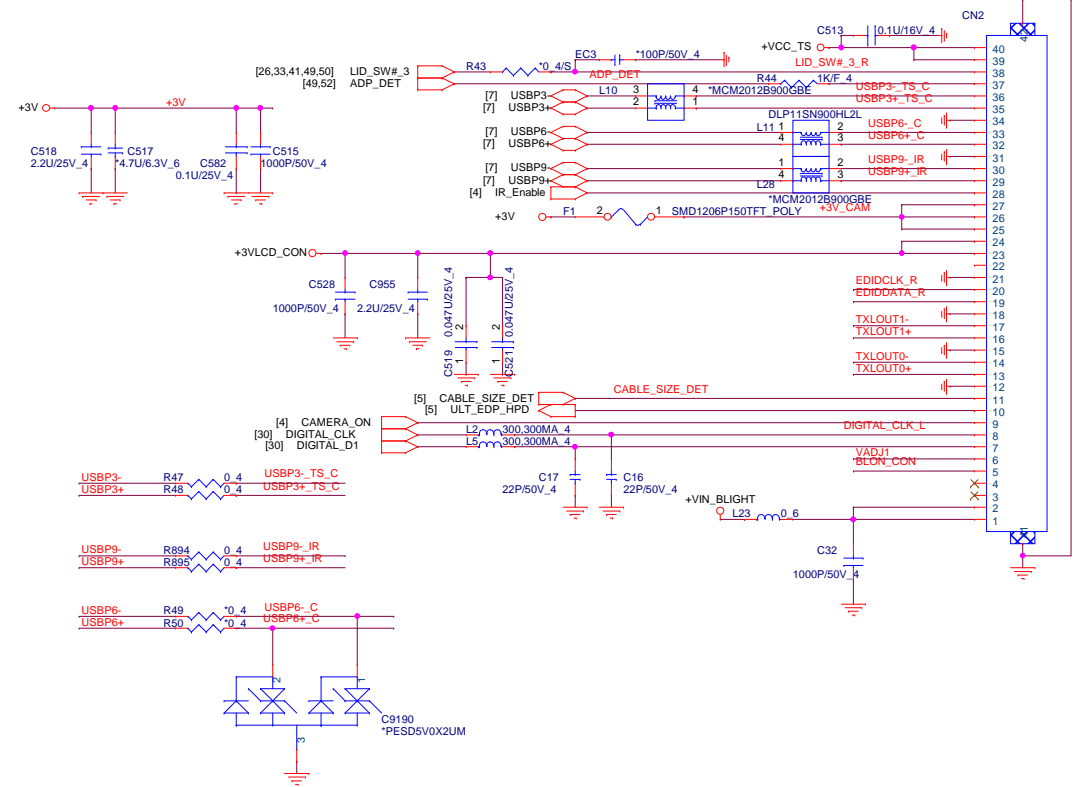 CN2
C513 0.1U/16V_4
+VCC_TS
EC3 *100P/50V_4
[26,33,41,49,50] LID_SW#_3 R43 *0_4/S LID_SW#_3_R
[49,52] ADP_DET ADP_DET R44 1K/F_4
L10 *MCM2012B900GBE
[7] USBP3- 3 4 USBP3-_TS_C
[7] USBP3+ 2 1 USBP3+_TS_C
DLP11SN900HL2L
[7] USBP6- L11 1 2 USBP6-_C
[7] USBP6+ 4 3 USBP6+_C
[7] USBP9- 1 2 USBP9-_IR
[7] USBP9+ 4 3 USBP9+_IR
[4] IR_Enable L28 *MCM2012B900GBE
+3V F1 2 1 SMD1206P150TFT_POLY +3V_CAM
+3V +3V
C518 2.2U/25V_4
C517 *4.7U/6.3V_6
C582 0.1U/25V_4
C515 1000P/50V_4
+3VLCD_CON
C528 1000P/50V_4
C955 2.2U/25V_4
C519 1 2 0.047U/25V_4
C521 1 2 0.047U/25V_4
EDIDCLK_R
EDIDDATA_R
TXLOUT1-
TXLOUT1+
TXLOUT0-
TXLOUT0+
[5] CABLE_SIZE_DET CABLE_SIZE_DET
[5] ULT_EDP_HPD
[4] CAMERA_ON
[30] DIGITAL_CLK L2 300,300MA_4 DIGITAL_CLK_L
[30] DIGITAL_D1 L5 300,300MA_4
VADJ1
BLON_CON
C17 22P/50V_4
C16 22P/50V_4
+VIN_BLIGHT
L23 0_6
C32 1000P/50V_4
40
39
38
37
36
35
34
33
32
31
30
29
28
27
26
25
24
23
22
21
20
19
18
17
16
15
14
13
12
11
10
9
8
7
6
5
4
3
2
1
USBP3- R47 0_4 USBP3-_TS_C
USBP3+ R48 0_4 USBP3+_TS_C
USBP9- R894 0_4 USBP9-_IR
USBP9+ R895 0_4 USBP9+_IR
USBP6- R49 *0_4 USBP6-_C
USBP6+ R50 *0_4 USBP6+_C
2 1
3
C9190
*PESD5V0X2UM